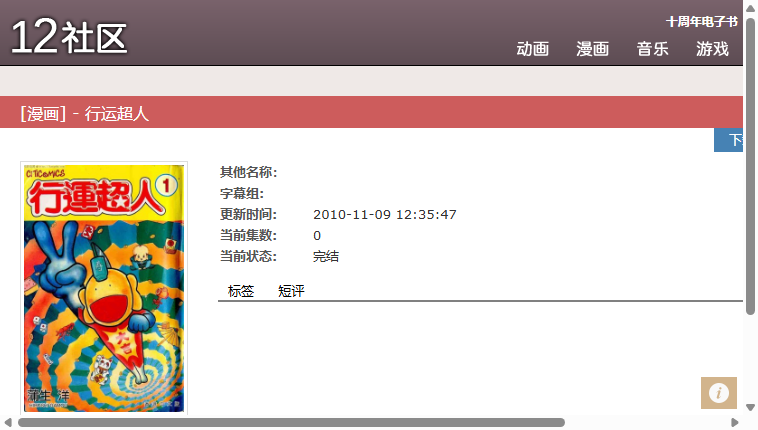 12社区
十周年电子书
动画 漫画 音乐 游戏
[漫画] - 行运超人
下
CITICOMICS
行運超人
1
其他名称:
字幕组:
更新时间: 2010-11-09 12:35:47
当前集数: 0
当前状态: 完结
标签 短评